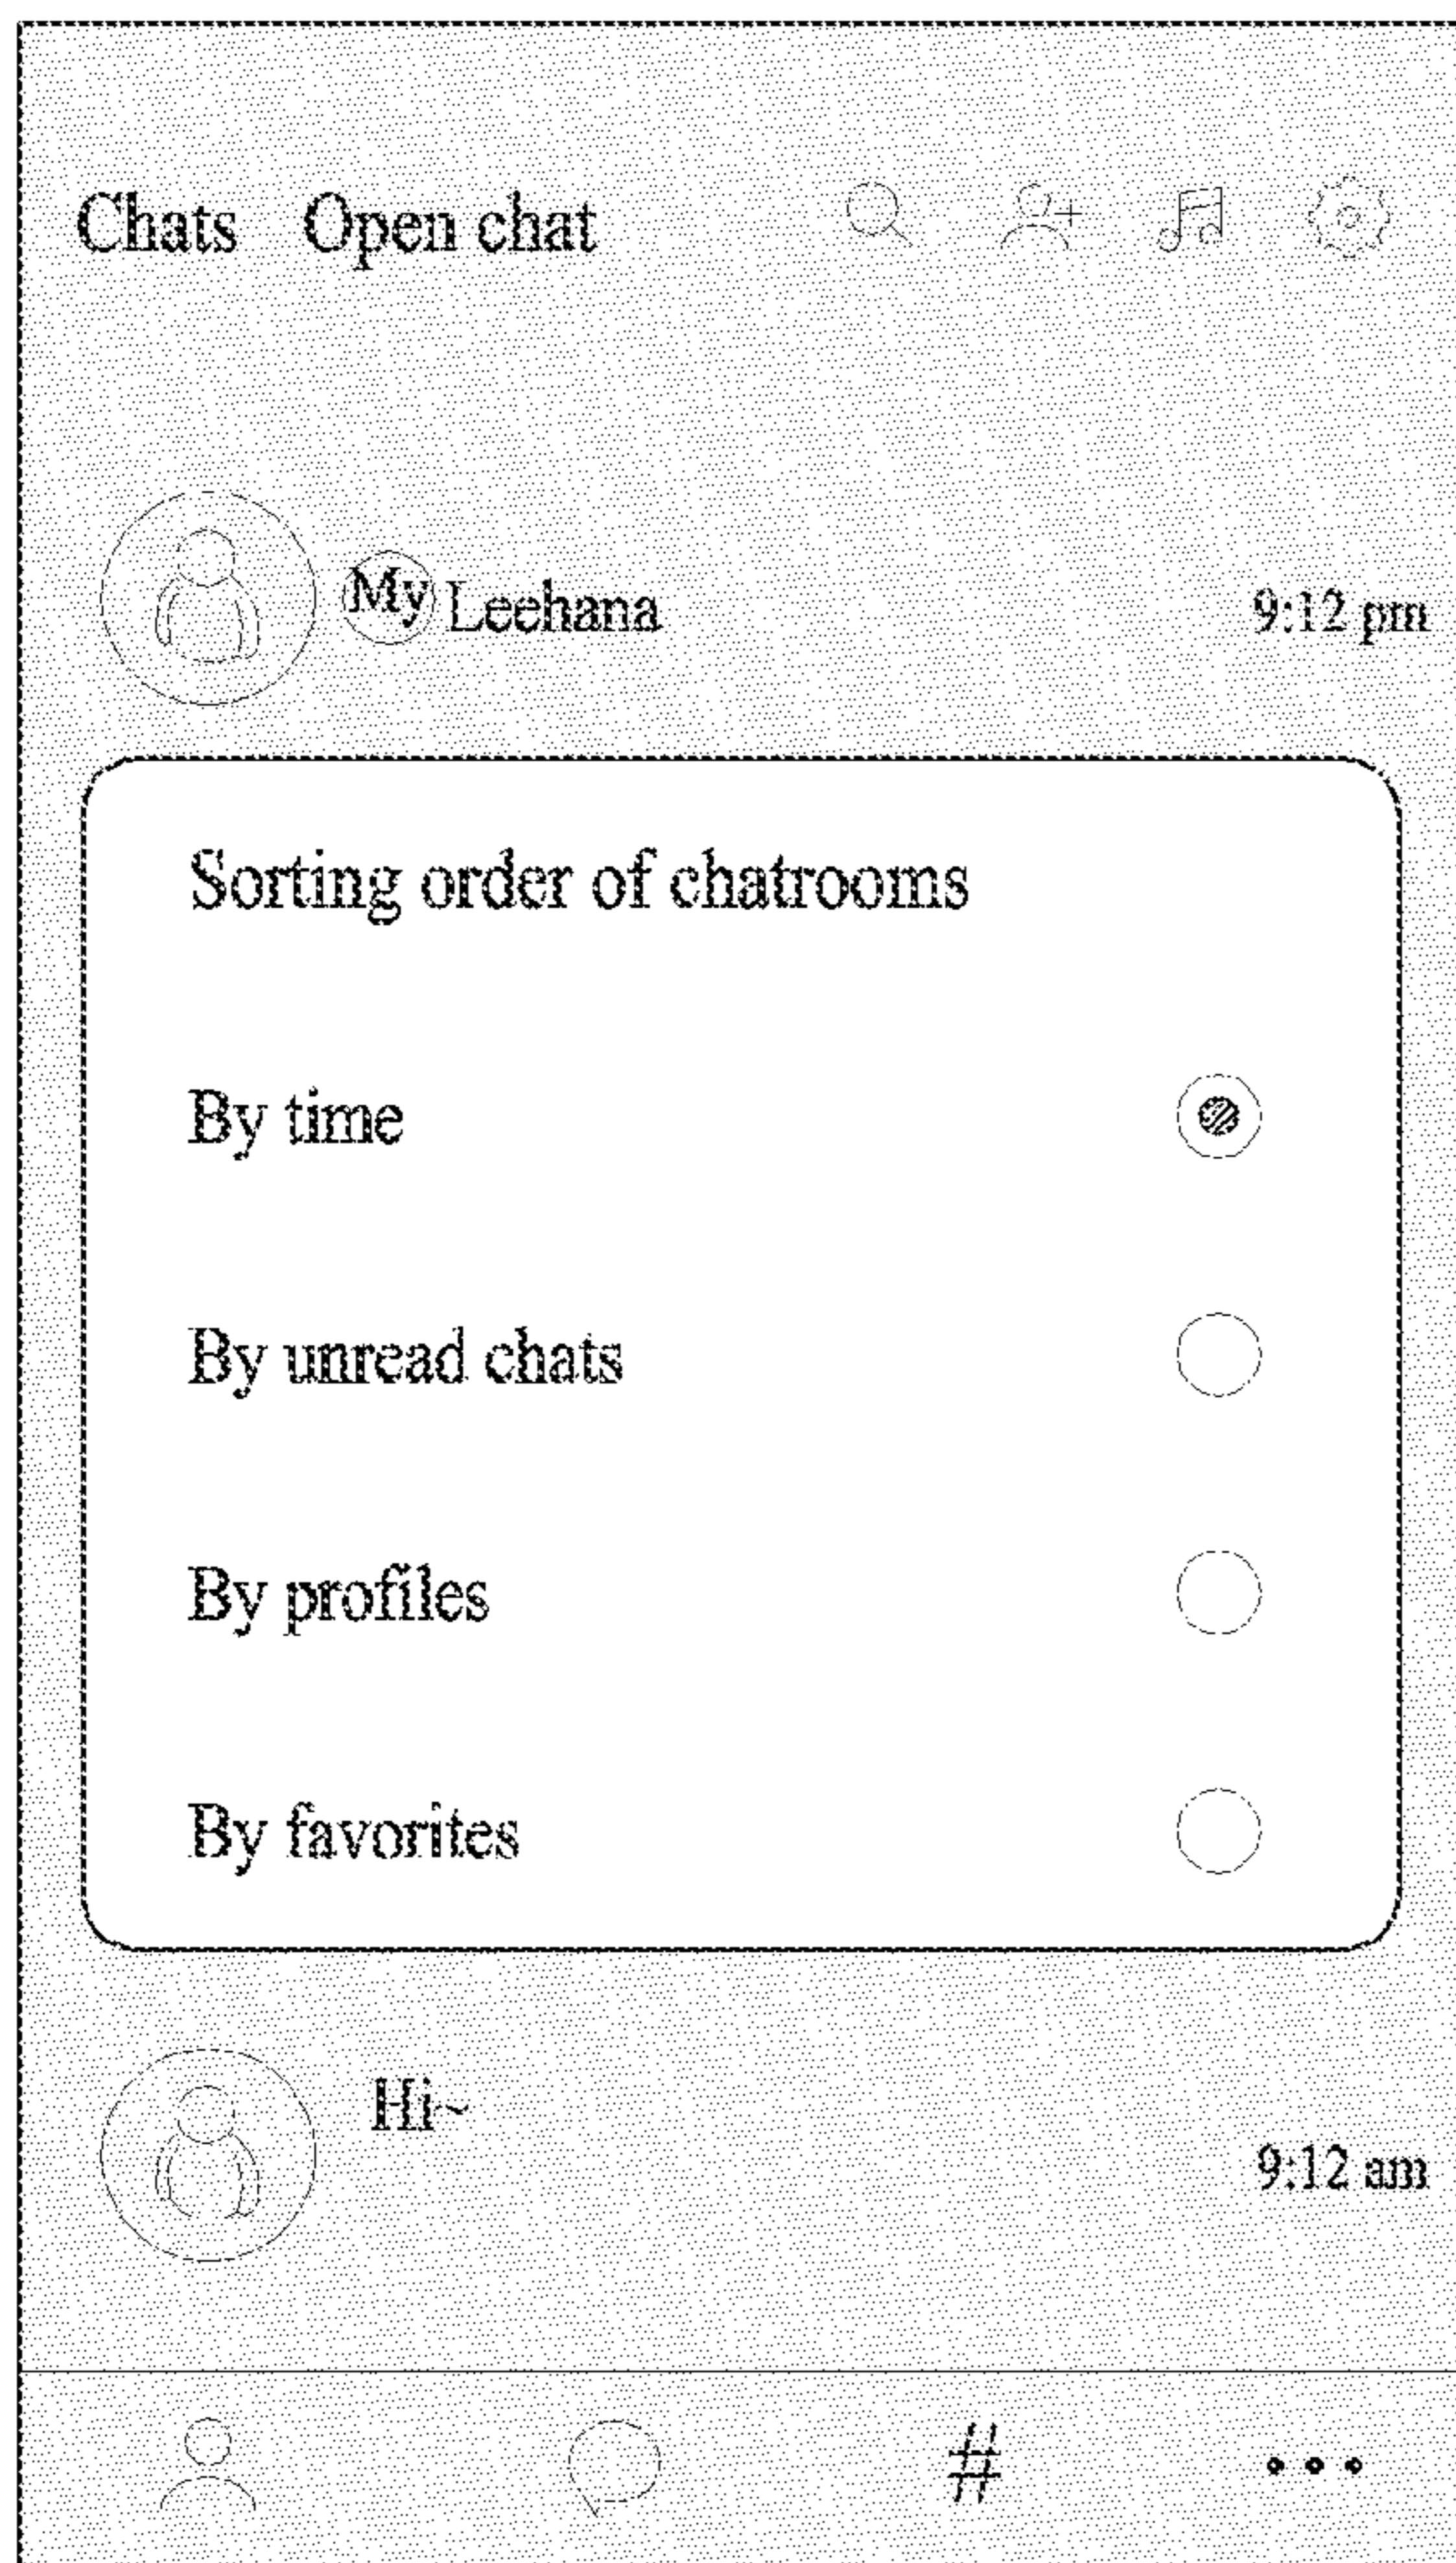 Chats Open chat
My Leehana 9:12 pm
Sorting order of chatrooms
By time
By unread chats
By profiles
By favorites
Hi~
9:12 am
#